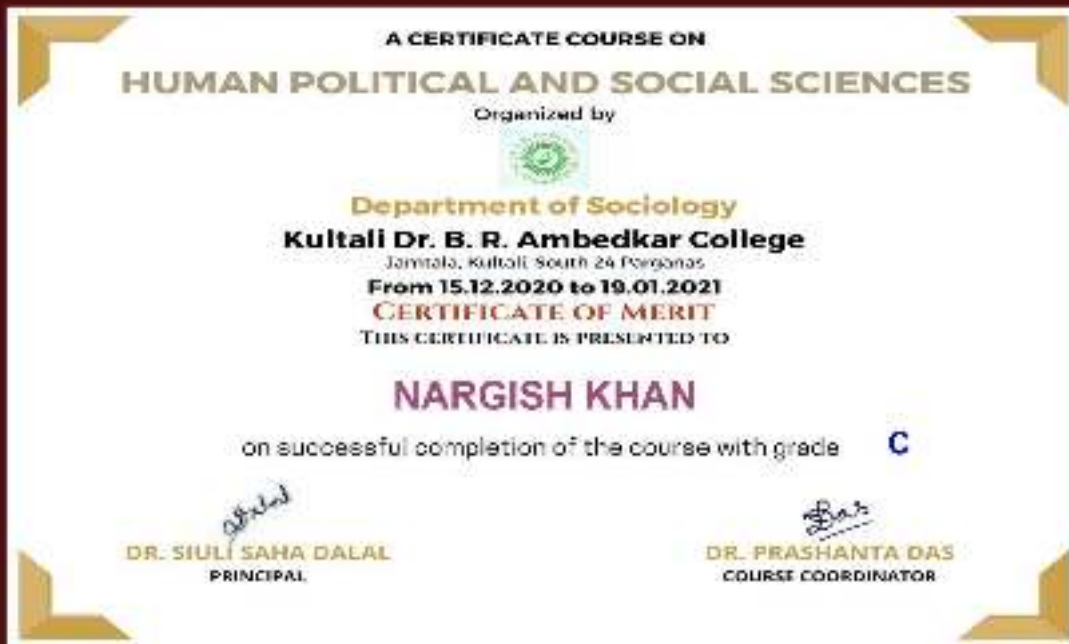 A CERTIFICATE COURSE ON
HUMAN POLITICAL AND SOCIAL SCIENCES
Organized by
Department of Sociology
Kultali Dr. B. R. Ambedkar College
Jamtala, Kultali, South 24 Parganas
From 15.12.2020 to 19.01.2021
CERTIFICATE OF MERIT
THIS CERTIFICATE IS PRESENTED TO
NARGISH KHAN
on successful completion of the course with grade C
Das
DR. SIULI SAHA DALAL
DR. PRASHANTA DAS
PRINCIPAL
COURSE COORDINATOR